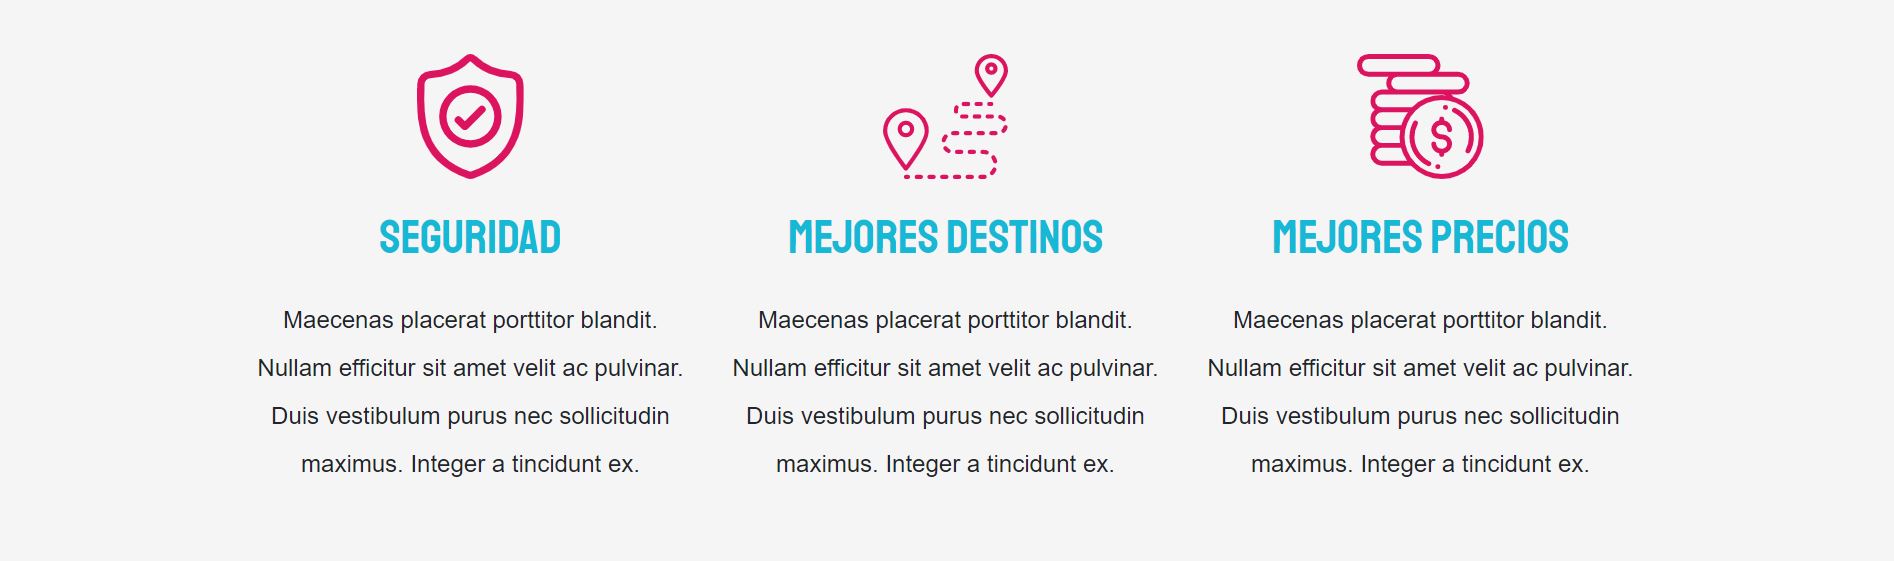 SEGURIDAD
Maecenas placerat porttitor blandit.
Nullam efficitur sit amet velit ac pulvinar.
Duis vestibulum purus nec sollicitudin
maximus. Integer a tincidunt ex.
MEJORES DESTINOS
Maecenas placerat porttitor blandit.
Nullam efficitur sit amet velit ac pulvinar.
Duis vestibulum purus nec sollicitudin
maximus. Integer a tincidunt ex.
$
MEJORES PRECIOS
Maecenas placerat porttitor blandit.
Nullam efficitur sit amet velit ac pulvinar.
Duis vestibulum purus nec sollicitudin
maximus. Integer a tincidunt ex.